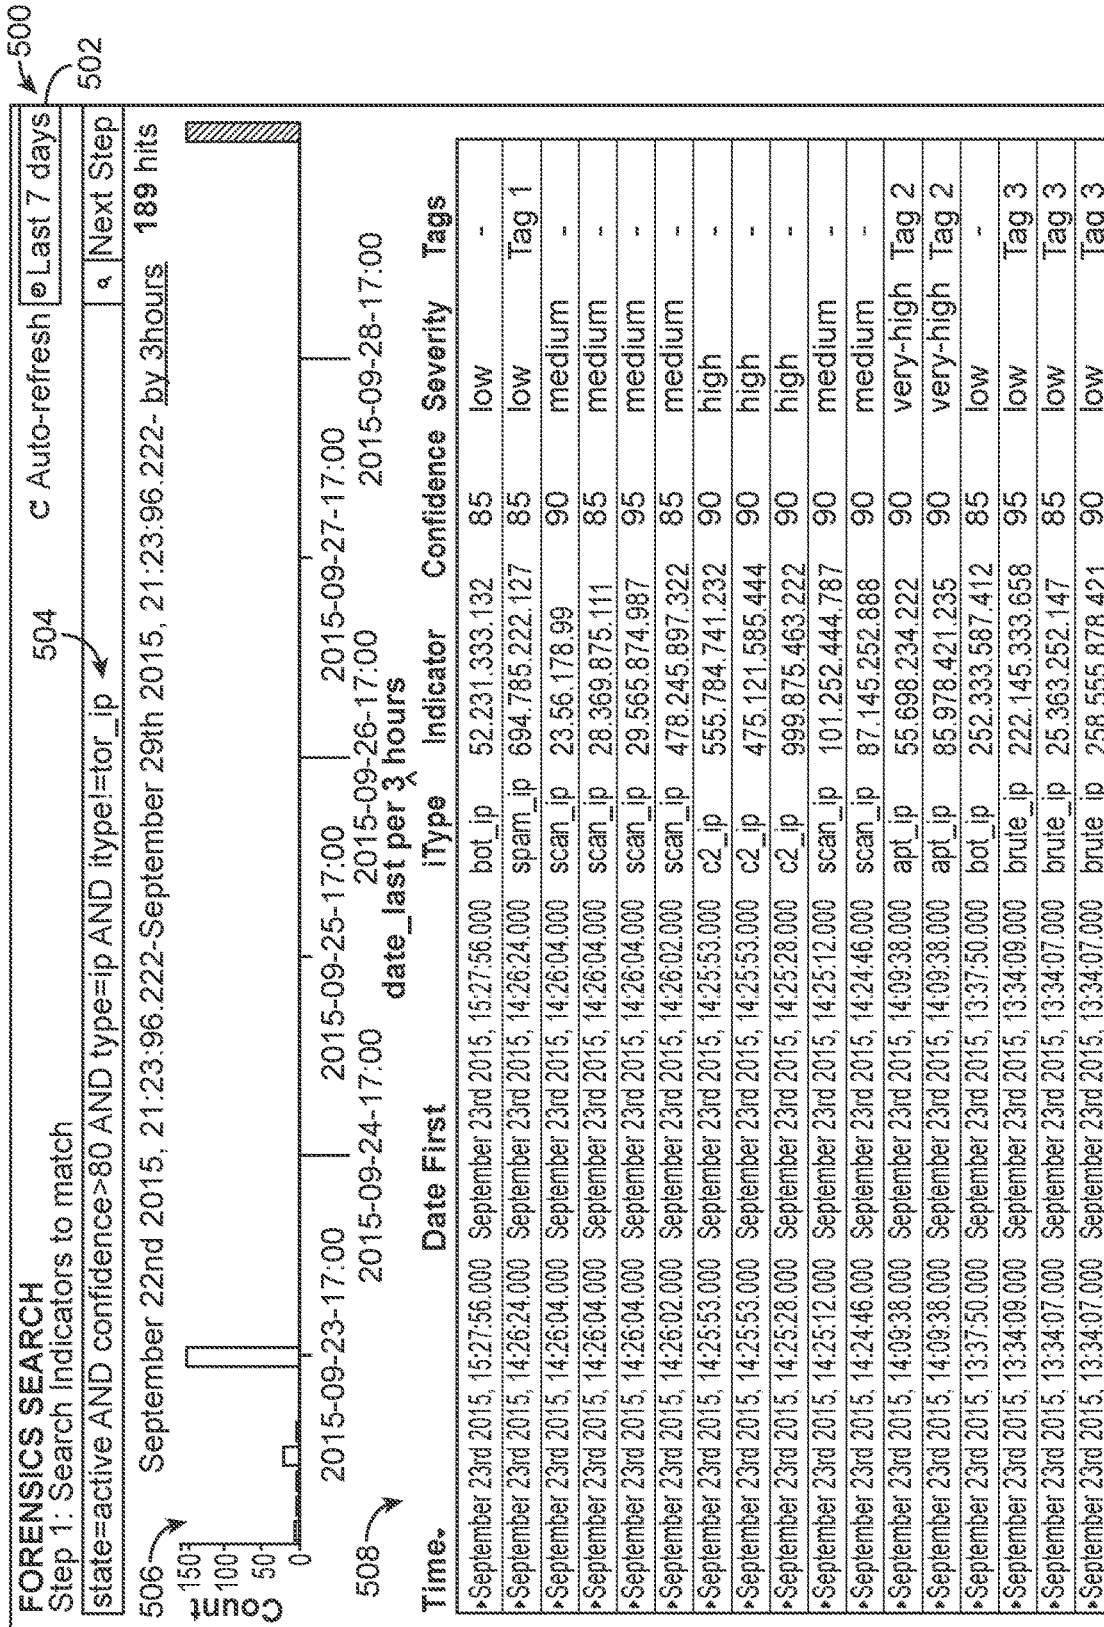 500
FORENSICS SEARCH
504
C Auto-refresh
Last 7 days
502
Step 1: Search Indicators to match
state=active AND confidence>80 AND type=ip AND itype!=tor_ip
Next Step
September 22nd 2015, 21:23:96.222-September 29th 2015, 21:23:96.222- by 3hours 189 hits
506
Count
150
100
50
0
2015-09-23-17:00
2015-09-24-17:00
2015-09-25-17:00
2015-09-26-17:00
2015-09-27-17:00
2015-09-28-17:00
date_last per 3 hours
508
Time. Date First iType Indicator Confidence Severity Tags
September 23rd 2015, 15:27:56.000 September 23rd 2015, 15:27:56.000 bot_ip 52.231.333.132 85 low -
September 23rd 2015, 14:26:24.000 September 23rd 2015, 14:26:24.000 spam_ip 694.785.222.127 85 low Tag 1
September 23rd 2015, 14:26:04.000 September 23rd 2015, 14:26:04.000 scan_ip 23.56.178.99 90 medium -
September 23rd 2015, 14:26:04.000 September 23rd 2015, 14:26:04.000 scan_ip 28.369.875.111 85 medium -
September 23rd 2015, 14:26:04.000 September 23rd 2015, 14:26:04.000 scan_ip 29.565.874.987 95 medium -
September 23rd 2015, 14:26:02.000 September 23rd 2015, 14:26:02.000 scan_ip 478.245.897.322 85 medium -
September 23rd 2015, 14:25:53.000 September 23rd 2015, 14:25:53.000 c2_ip 555.784.741.232 90 high -
September 23rd 2015, 14:25:53.000 September 23rd 2015, 14:25:53.000 c2_ip 475.121.585.444 90 high -
September 23rd 2015, 14:25:28.000 September 23rd 2015, 14:25:28.000 c2_ip 999.875.463.222 90 high -
September 23rd 2015, 14:25:12.000 September 23rd 2015, 14:25:12.000 scan_ip 101.252.444.787 90 medium -
September 23rd 2015, 14:24:46.000 September 23rd 2015, 14:24:46.000 scan_ip 87.145.252.888 90 medium -
September 23rd 2015, 14:09:38.000 September 23rd 2015, 14:09:38.000 apt_ip 55.698.234.222 90 very-high Tag 2
September 23rd 2015, 14:09:38.000 September 23rd 2015, 14:09:38.000 apt_ip 85.978.421.235 90 very-high Tag 2
September 23rd 2015, 13:37:50.000 September 23rd 2015, 13:37:50.000 bot_ip 252.333.587.412 85 low -
September 23rd 2015, 13:34:09.000 September 23rd 2015, 13:34:09.000 brute_ip 222.145.333.658 95 low Tag 3
September 23rd 2015, 13:34:07.000 September 23rd 2015, 13:34:07.000 brute_ip 25.363.252.147 85 low Tag 3
September 23rd 2015, 13:34:07.000 September 23rd 2015, 13:34:07.000 brute_ip 258.555.878.421 90 low Tag 3